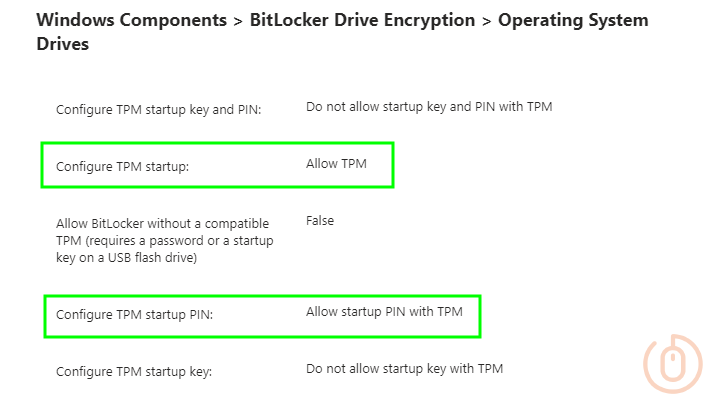 Windows Components > BitLocker Drive Encryption > Operating System
Drives
Configure TPM startup key and PIN: Do not allow startup key and PIN with TPM
Configure TPM startup: Allow TPM
Allow BitLocker without a compatible False
TPM (requires a password or a startup
key on a USB flash drive)
Configure TPM startup PIN: Allow startup PIN with TPM
Configure TPM startup key: Do not allow startup key with TPM